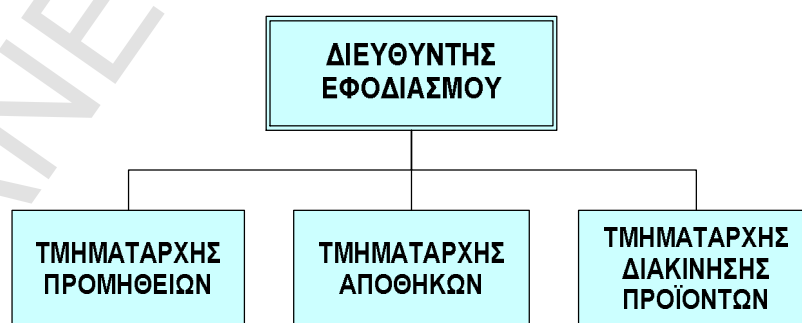 ΔΙΕΥΘΥΝΤΗΣ
ΕΦΟΔΙΑΣΜΟΥ
ΤΜΗΜΑΤΑΡΧΗΣ
ΠΡΟΜΗΘΕΙΩΝ
ΤΜΗΜΑΤΑΡΧΗΣ
ΑΠΟΘΗΚΩΝ
ΤΜΗΜΑΤΑΡΧΗΣ
ΔΙΑΚΙΝΗΣΗΣ
ΠΡΟΪΟΝΤΩΝ